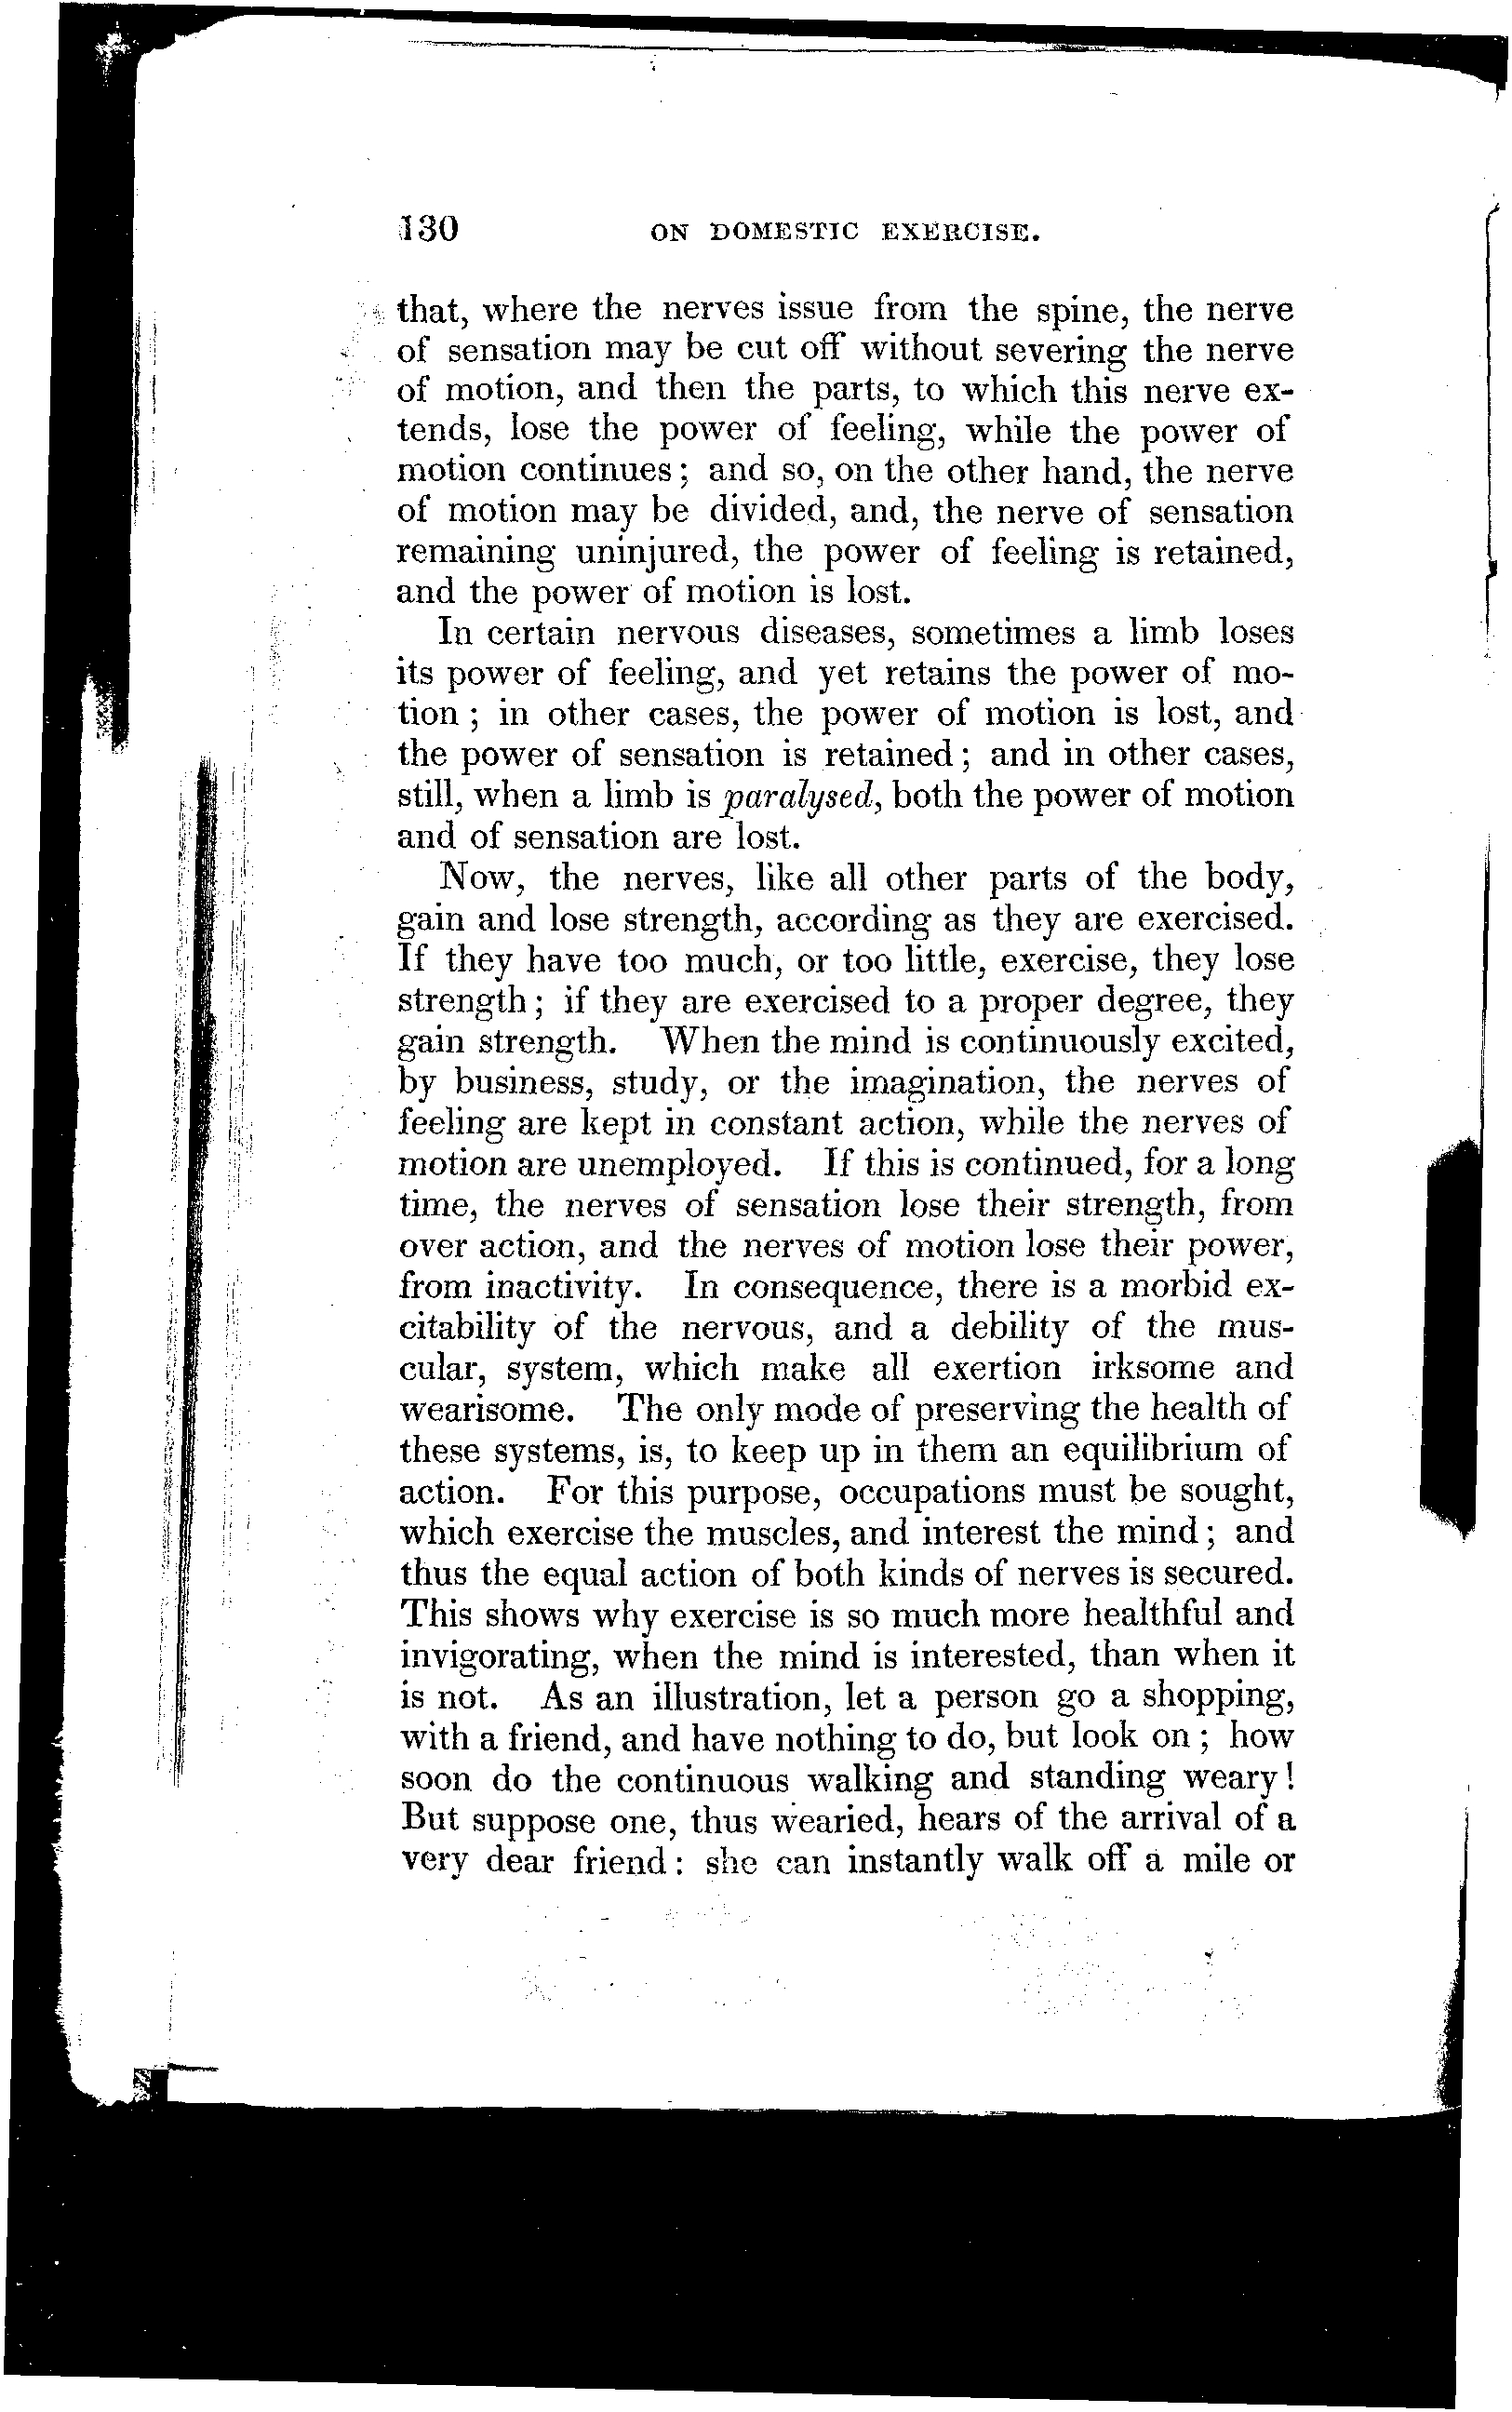 130 ON DOMESTIC EXERCISE.
that, where the nerves issue from the spine, the nerve
of sensation may be cut off without severing the nerve
of motion, and then the parts, to which this nerve ex-
tends, lose the power of feeling, while the power of
motion continues; and so, on the other hand, the nerve
of motion may be divided, and, the nerve of sensation
remaining uninjured, the power of feeling is retained,
and the power of motion is lost.
In certain nervous diseases, sometimes a limb loses
its power of feeling, and yet retains the power of mo-
tion; in other cases, the power of motion is lost, and
the power of sensation is retained; and in other cases,
still, when a limb is paralysed, both the power of motion
and of sensation are lost.
Now, the nerves, like all other parts of the body,
gain and lose strength, according as they are exercised.
If they have too much, or too little, exercise, they lose
strength; if they are exercised to a proper degree, they
gain strength. When the mind is continuously excited,
by business, study, or the imagination, the nerves of
feeling are kept in constant action, while the nerves of
motion are unemployed. If this is continued, for a long
time, the nerves of sensation lose their strength, from
over action, and the nerves of motion lose their power,
from inactivity. In consequence, there is a morbid ex-
citability of the nervous, and a debility of the mus-
cular, system, which make all exertion irksome and
wearisome. The only mode of preserving the health of
these systems, is, to keep up in them an equilibrium of
action. For this purpose, occupations must be sought,
which exercise the muscles, and interest the mind; and
thus the equal action of both kinds of nerves is secured.
This shows why exercise is so much more healthful and
invigorating, when the mind is interested, than when it
is not. As an illustration, let a person go a shopping,
with a friend, and have nothing to do, but look on; how
soon do the continuous walking and standing weary!
But suppose one, thus wearied, hears of the arrival of a
very dear friend: she can instantly walk off a mile or